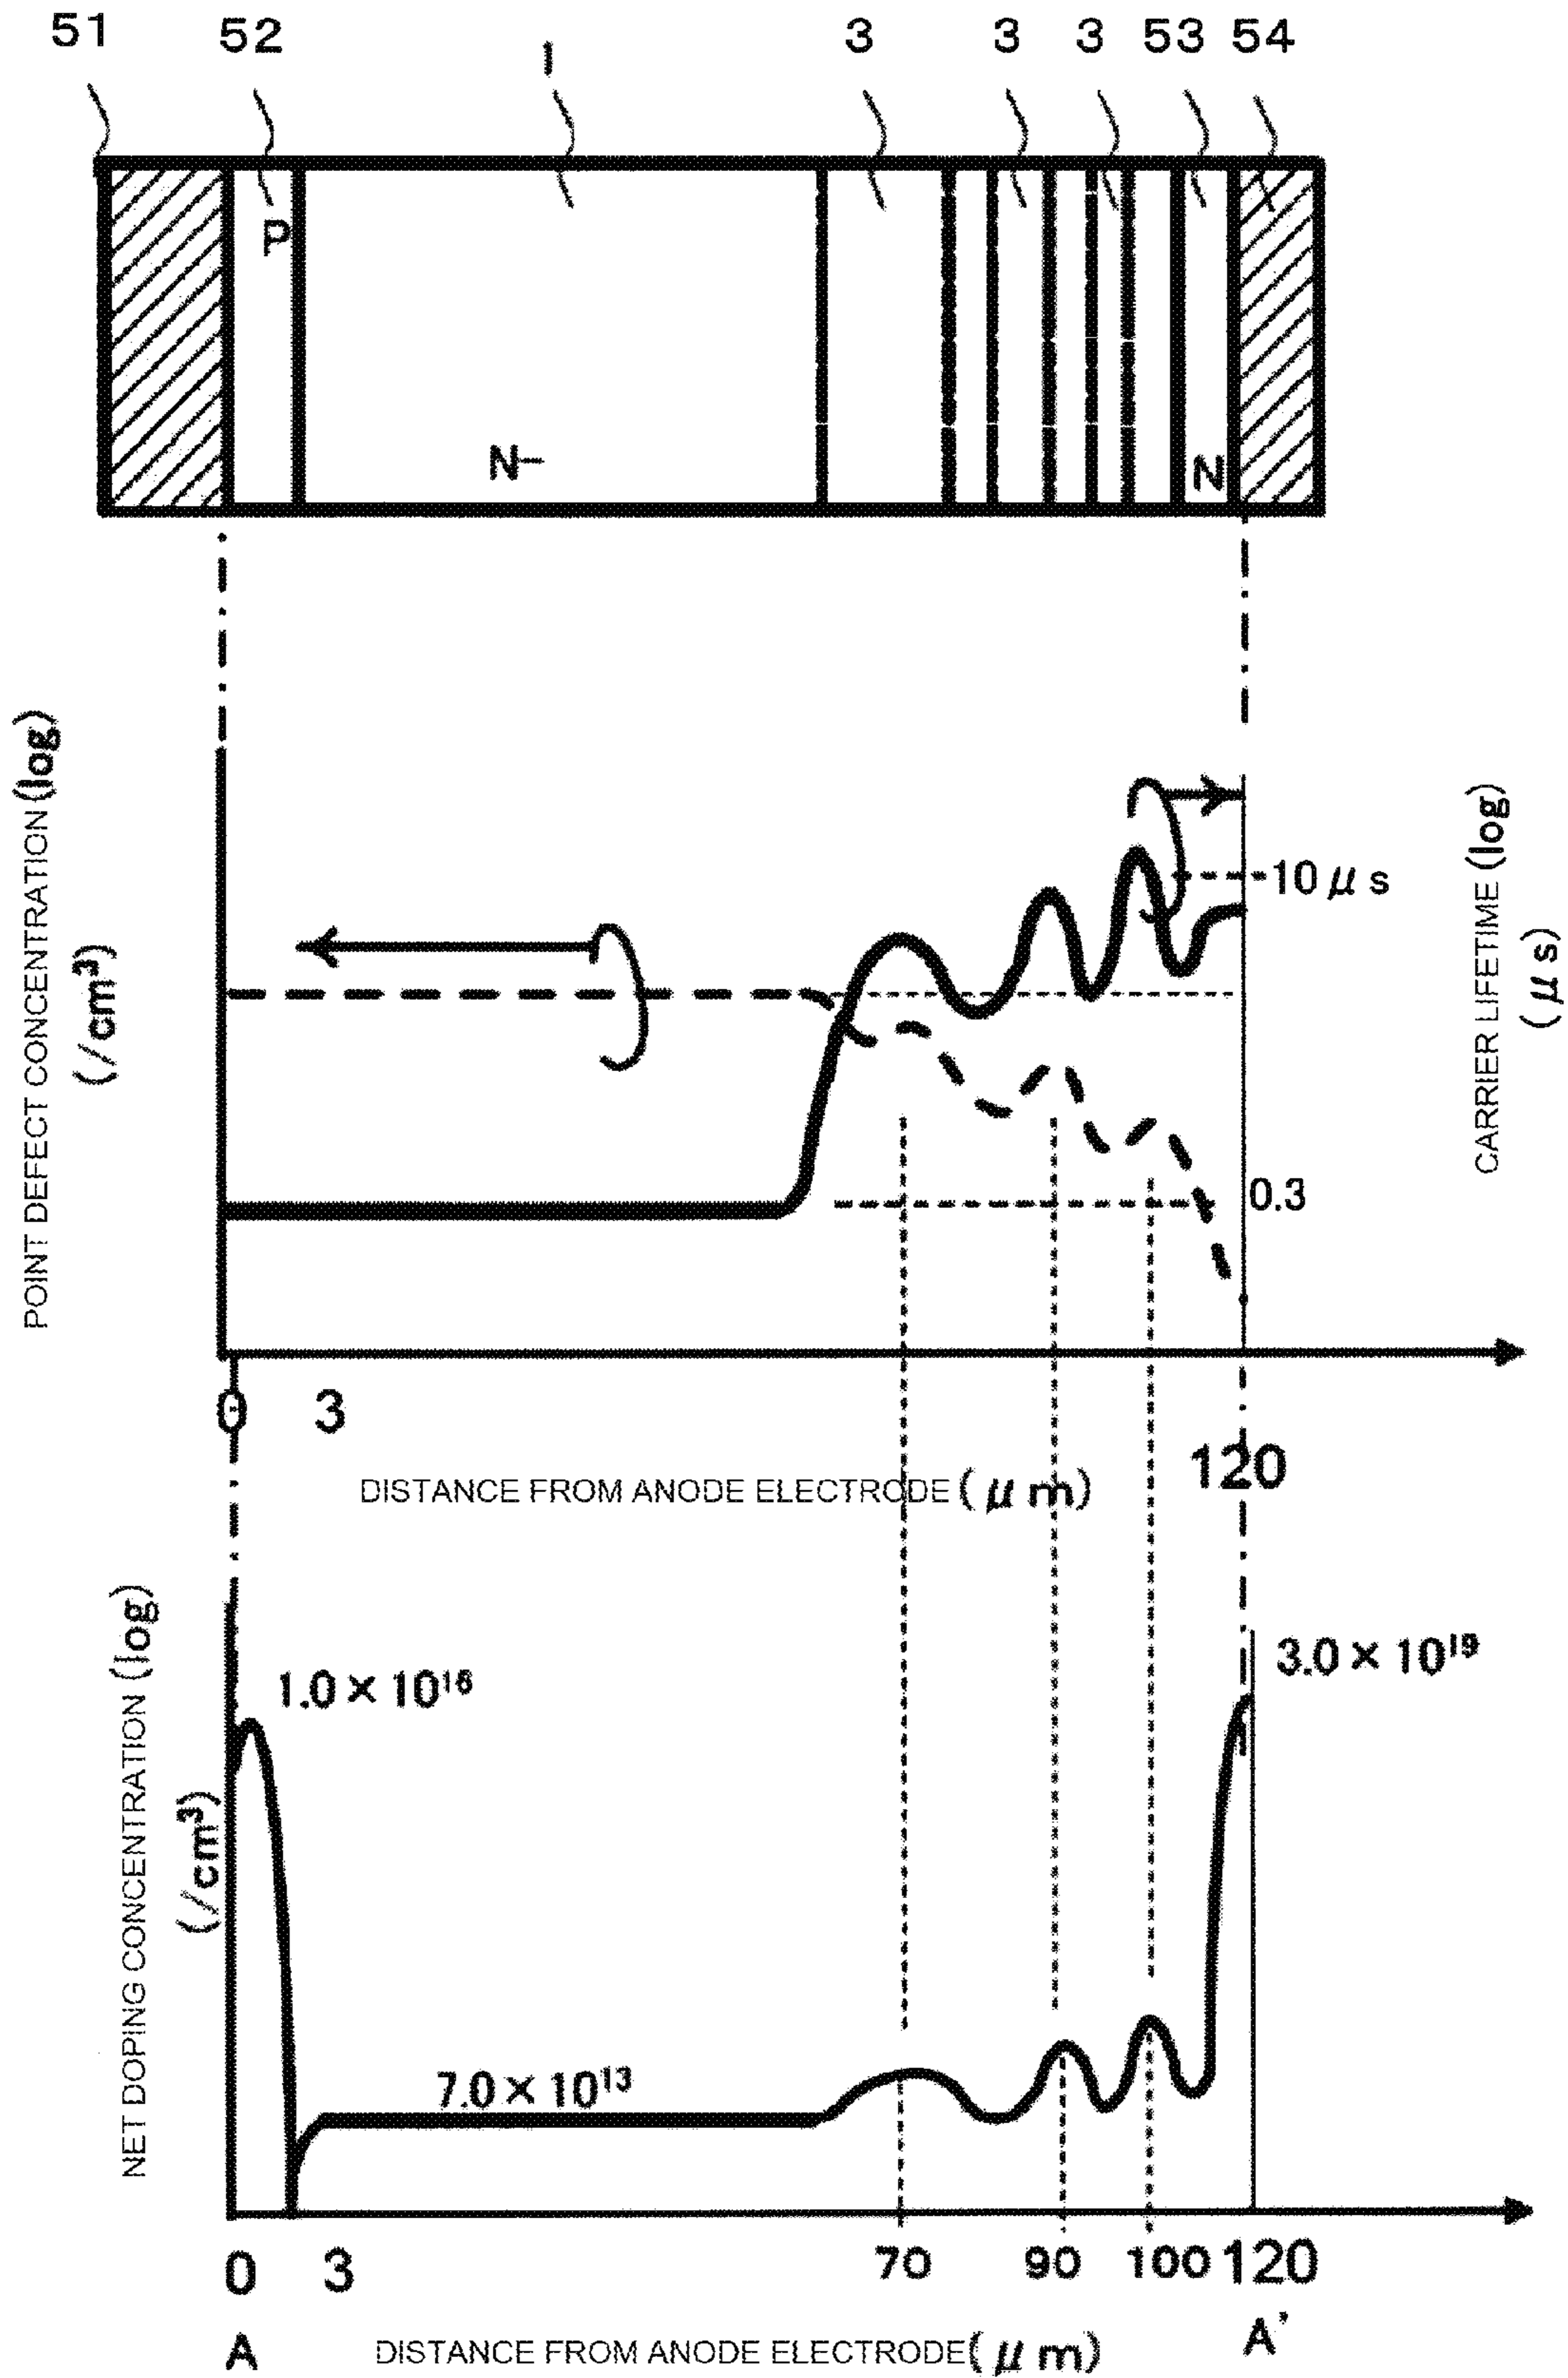 51 52 1 3 3 3 53 54
P
N-
N
POINT DEFECT CONCENTRATION (log)
(/cm³)
CARRIER LIFETIME (log)
(μs)
10μs
0.3
0 3
120
DISTANCE FROM ANODE ELECTRODE (μm)
NET DOPING CONCENTRATION (log)
(/cm³)
1.0×10¹⁶
3.0×10¹⁹
7.0×10¹³
0 3 70 90 100 120
A A'
DISTANCE FROM ANODE ELECTRODE (μm)